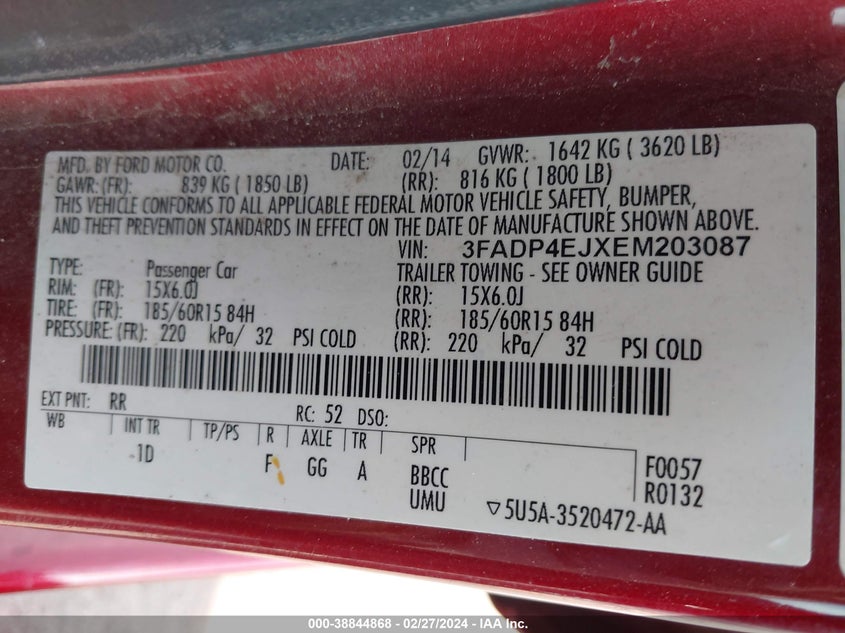 MFD. BY FORD MOTOR CO. DATE: 02/14 GVWR: 1642 KG ( 3620 LB)
GAWR: (FR): 839 KG ( 1850 LB) (RR): 816 KG ( 1800 LB)
THIS VEHICLE CONFORMS TO ALL APPLICABLE FEDERAL MOTOR VEHICLE SAFETY, BUMPER,
AND THEFT PREVENTION STANDARDS IN EFFECT ON THE DATE OF MANUFACTURE SHOWN ABOVE.
VIN: 3FADP4EJXEM203087
TYPE: Passenger Car TRAILER TOWING - SEE OWNER GUIDE
RIM: (FR): 15X6.0J (RR): 15X6.0J
TIRE: (FR): 185/60R15 84H (RR): 185/60R15 84H
PRESSURE: (FR): 220 kPa/ 32 PSI COLD (RR): 220 kPa/ 32 PSI COLD
EXT PNT: RR RC: 52 DSO:
WB INT TR TP/PS R AXLE TR SPR
1D F GG A BBCC F0057
UMU R0132
▽5U5A-3520472-AA
000-38844868 - 02/27/2024 - IAAI.COM